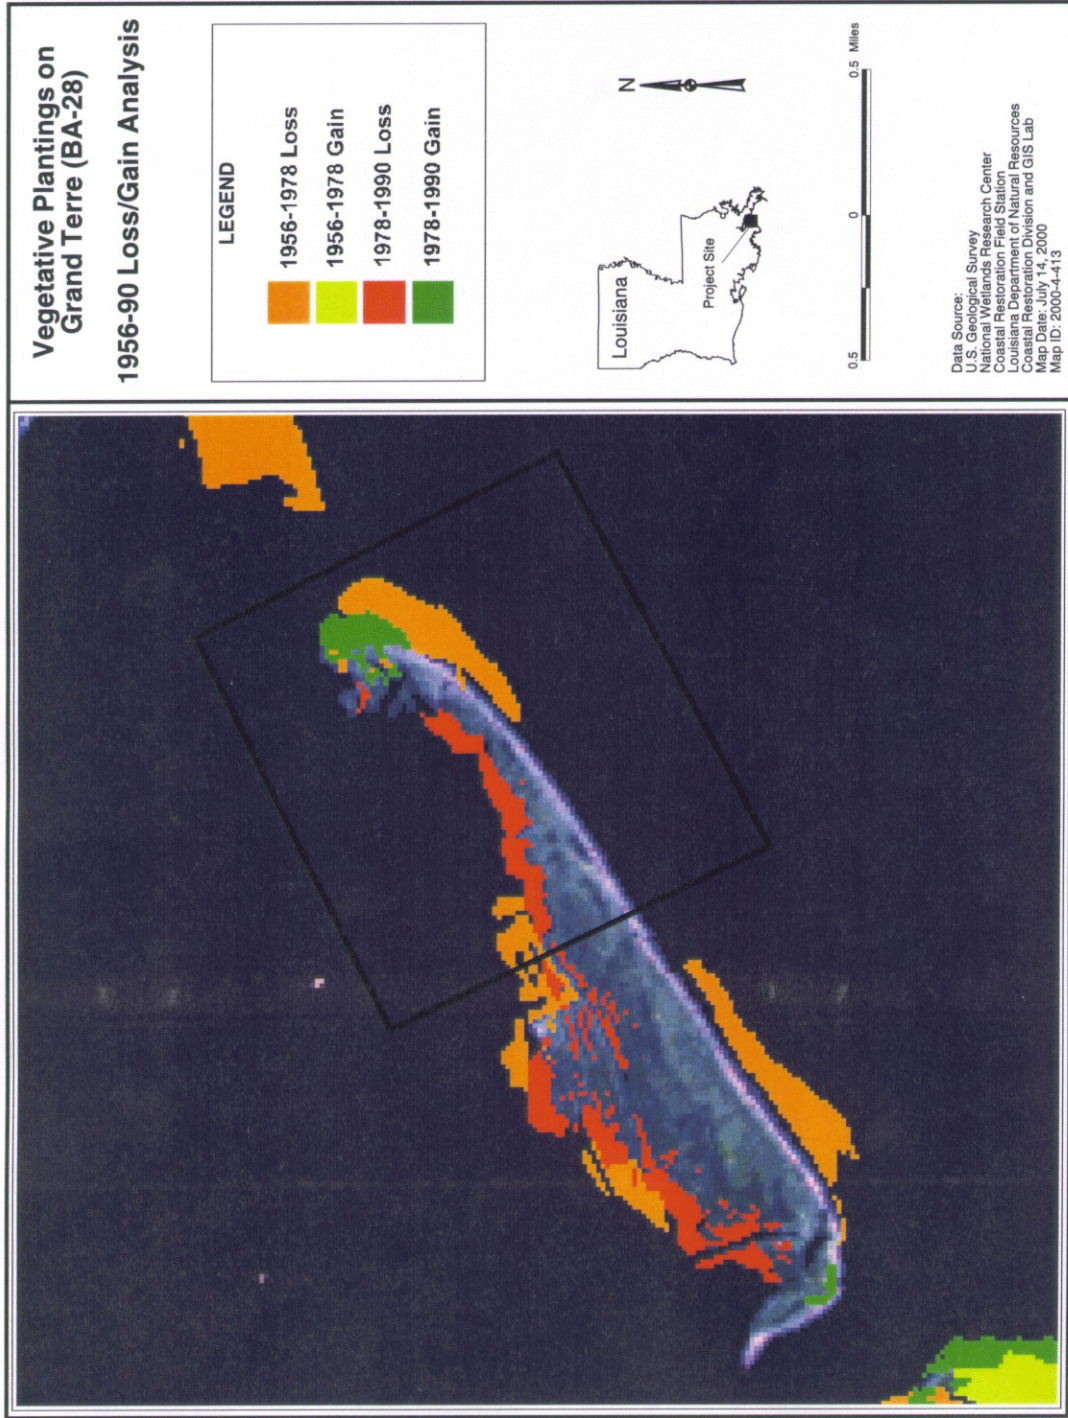 Vegetative Plantings on
Grand Terre (BA-28)
1956-90 Loss/Gain Analysis
LEGEND
1956-1978 Loss
1956-1978 Gain
1978-1990 Loss
1978-1990 Gain
N
Louisiana
Project Site
0.5 0 0.5 Miles
Data Source:
U.S. Geological Survey
National Wetlands Research Center
Coastal Restoration Field Station
Louisiana Department of Natural Resources
Coastal Restoration Division and GIS Lab
Map Date: July 14, 2000
Map ID: 2000-4-413